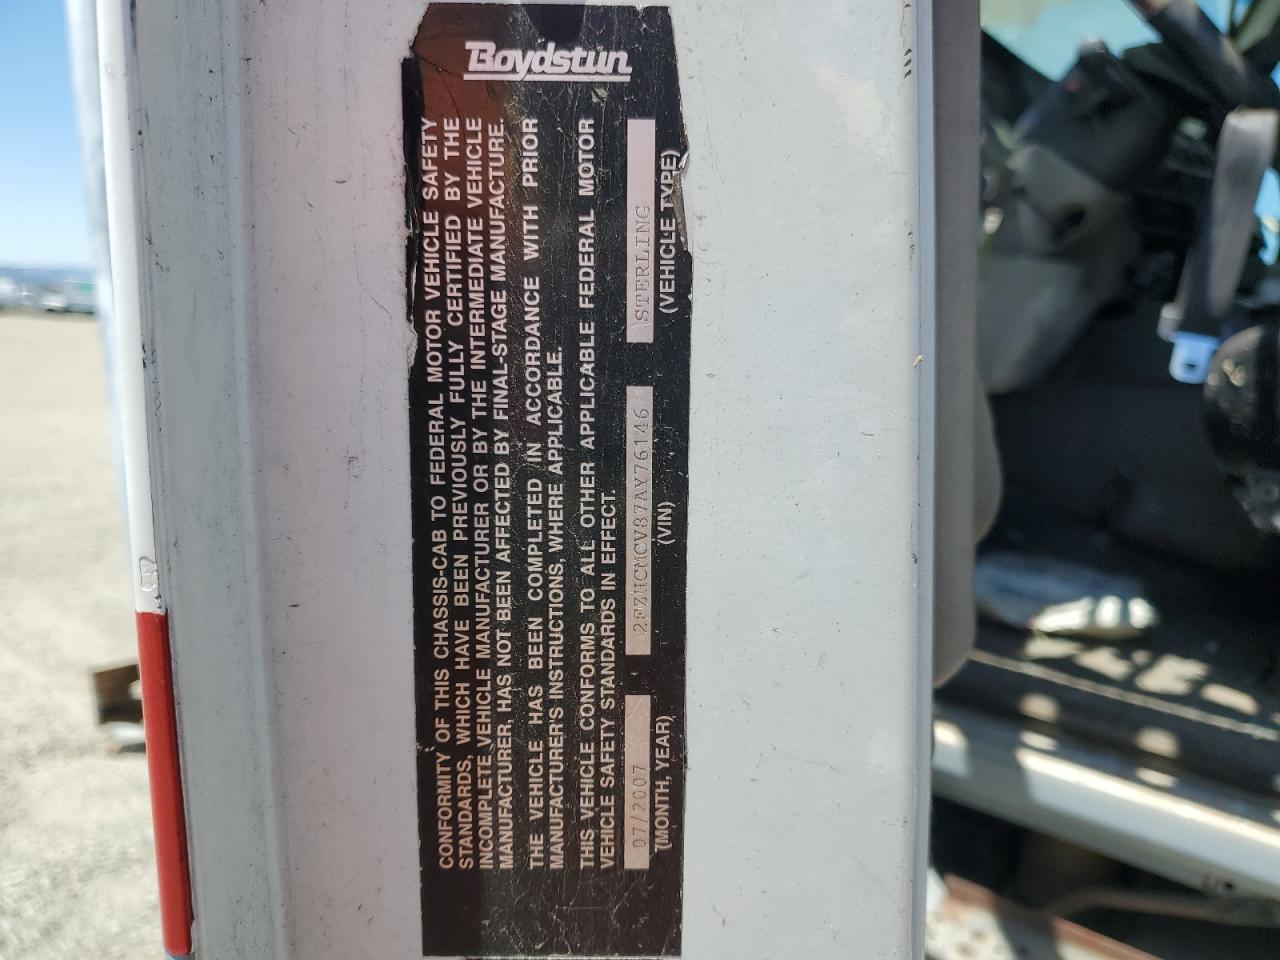 Boydstun
CONFORMITY OF THIS CHASSIS-CAB TO FEDERAL MOTOR VEHICLE SAFETY
STANDARDS, WHICH HAVE BEEN PREVIOUSLY FULLY CERTIFIED BY THE
INCOMPLETE VEHICLE MANUFACTURER OR BY THE INTERMEDIATE VEHICLE
MANUFACTURER, HAS NOT BEEN AFFECTED BY FINAL-STAGE MANUFACTURE.
THE VEHICLE HAS BEEN COMPLETED IN ACCORDANCE WITH PRIOR
MANUFACTURER'S INSTRUCTIONS, WHERE APPLICABLE.
THIS VEHICLE CONFORMS TO ALL OTHER APPLICABLE FEDERAL MOTOR
VEHICLE SAFETY STANDARDS IN EFFECT.
07/2007 2FZHCMCV87AY76146 STERLING
(MONTH, YEAR) (VIN) (VEHICLE TYPE)